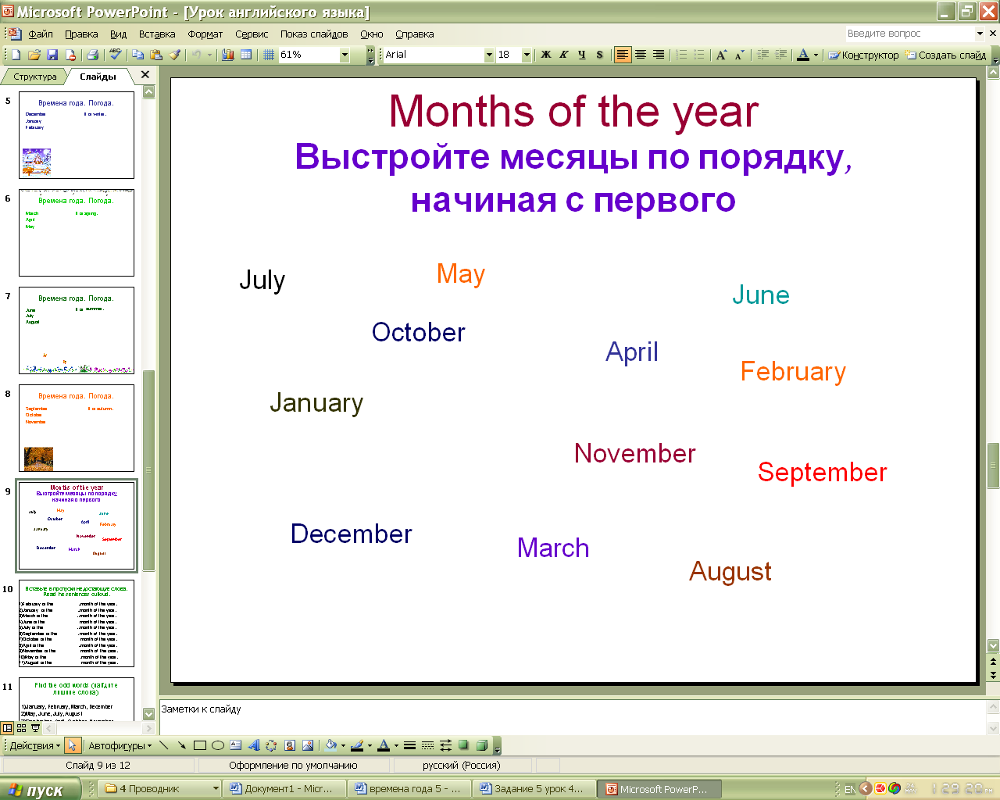 Microsoft PowerPoint - [Урок английского языка]
Файл Правка Вид Вставка Формат Сервис Показ слайдов Окно Справка
Введите вопрос
61% Arial 18 Ж К Ч S Конструктор Создать слайд
Структура Слайды
5
Времена года. Погода.
December It is winter.
January
February
6
Времена года. Погода.
March It is spring.
April
May
7
Времена года. Погода.
June It is summer.
July
August
8
Времена года. Погода.
September It is autumn.
October
November
9
Months of the year
Выстройте месяцы по порядку,
начиная с первого
July May June
October April February
January
November September
December March August
10
Вставьте в пропуски недостающие слова.
1)February is the month of the year.
2)January is the month of the year.
3)March is the month of the year.
4)June is the month of the year.
5)July is the month of the year.
6)September is the month of the year.
7)October is the month of the year.
8)April is the month of the year.
9)November is the month of the year.
10)May is the month of the year.
11)August is the month of the year.
11
Find the odd words (найдите
лишние слова)
1)January, February, March, December
2)May, June, July, August
Months of the year
Выстройте месяцы по порядку,
начиная с первого
July
May
June
October
April
February
January
November
September
December
March
August
Заметки к слайду
Действия Автофигуры
Слайд 9 из 12 Оформление по умолчанию русский (Россия)
пуск 4 Проводник Документ1 - Micr... времена года 5 - ... Задание 5 урок 4... Microsoft PowerP... EN